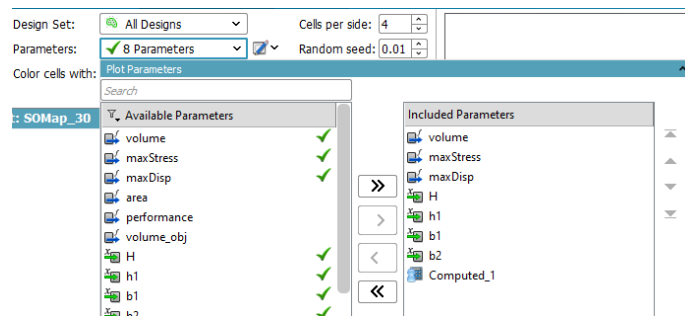 Design Set: All Designs Cells per side: 4
Parameters: 8 Parameters Random seed: 0.01
Color cells with: Plot Parameters
Search
t: SOMap_30
Available Parameters
volume
maxStress
maxDisp
area
performance
volume_obj
H
h1
b1
b2
Included Parameters
volume
maxStress
maxDisp
H
h1
b1
b2
Computed_1